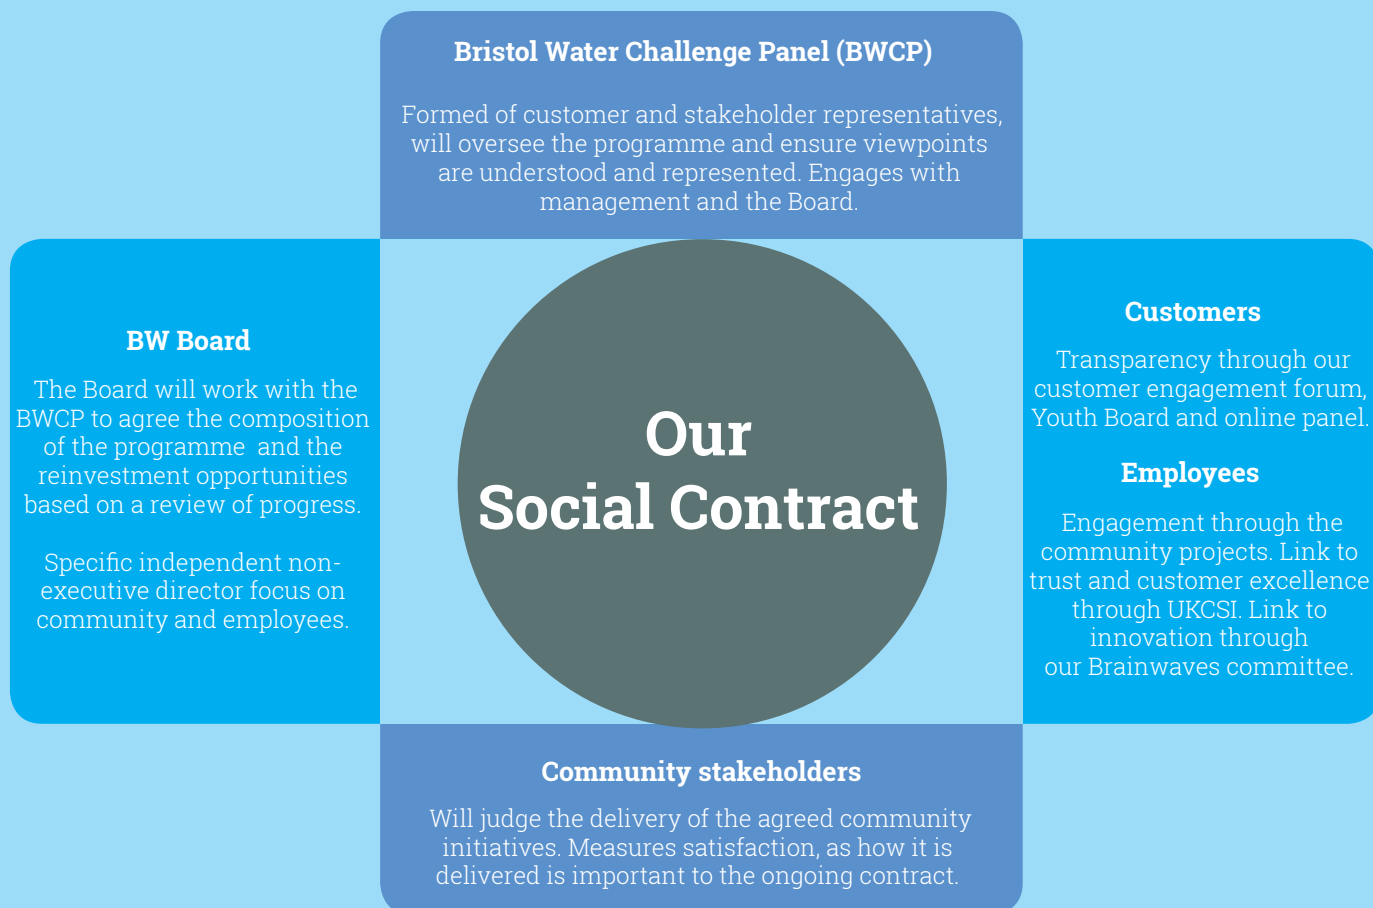 Bristol Water Challenge Panel (BWCP)
Formed of customer and stakeholder representatives,
will oversee the programme and ensure viewpoints
are understood and represented. Engages with
management and the Board.
BW Board
The Board will work with the
BWCP to agree the composition
of the programme and the
reinvestment opportunities
based on a review of progress.
Specific independent non-
executive director focus on
community and employees.
Our
Social Contract
Customers
Transparency through our
customer engagement forum,
Youth Board and online panel.
Employees
Engagement through the
community projects. Link to
trust and customer excellence
through UKCSI. Link to
innovation through
our Brainwaves committee.
Community stakeholders
Will judge the delivery of the agreed community
initiatives. Measures satisfaction, as how it is
delivered is important to the ongoing contract.